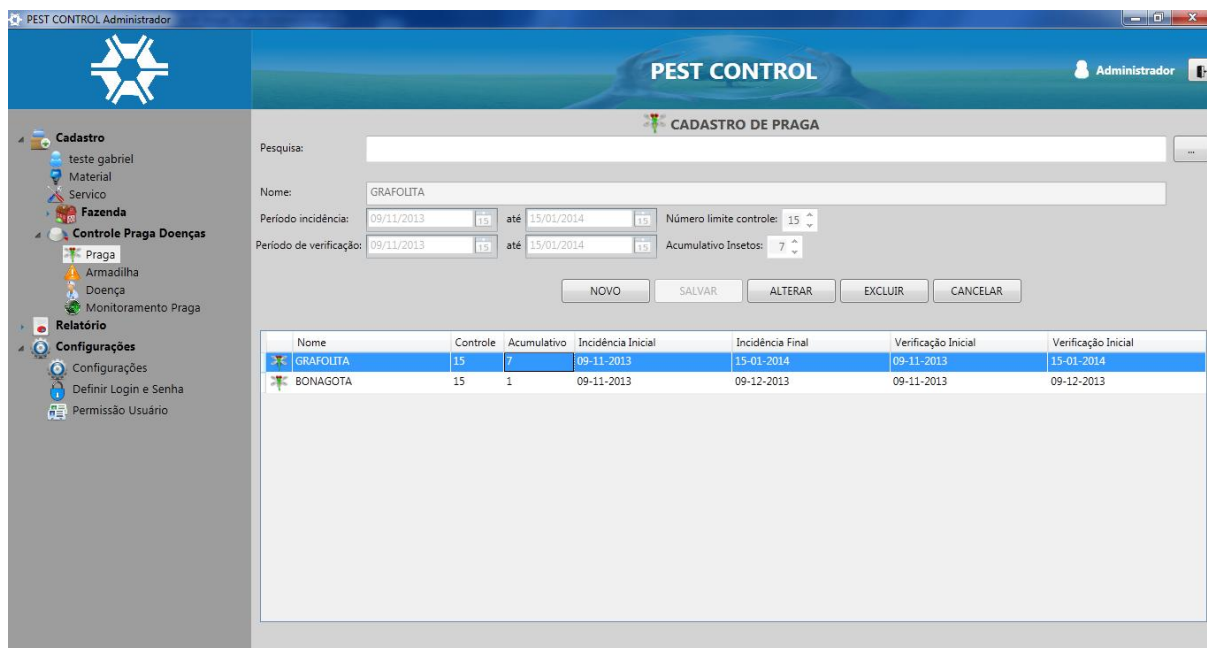 PEST CONTROL Administrador
PEST CONTROL
Administrador
Cadastro
teste gabriel
Material
Servico
Fazenda
Controle Praga Doenças
Praga
Armadilha
Doença
Monitoramento Praga
Relatório
Configurações
Configurações
Definir Login e Senha
Permissão Usuário
CADASTRO DE PRAGA
Pesquisa:
...
Nome: GRAFOLITA
Período incidência: 09/11/2013 15 até 15/01/2014 15 Número limite controle: 15
Período de verificação: 09/11/2013 15 até 15/01/2014 15 Acumulativo Insetos: 7
NOVO SALVAR ALTERAR EXCLUIR CANCELAR
Nome Controle Acumulativo Incidência Inicial Incidência Final Verificação Inicial Verificação Inicial
GRAFOLITA 15 7 09-11-2013 15-01-2014 09-11-2013 15-01-2014
BONAGOTA 15 1 09-11-2013 09-12-2013 09-11-2013 09-12-2013